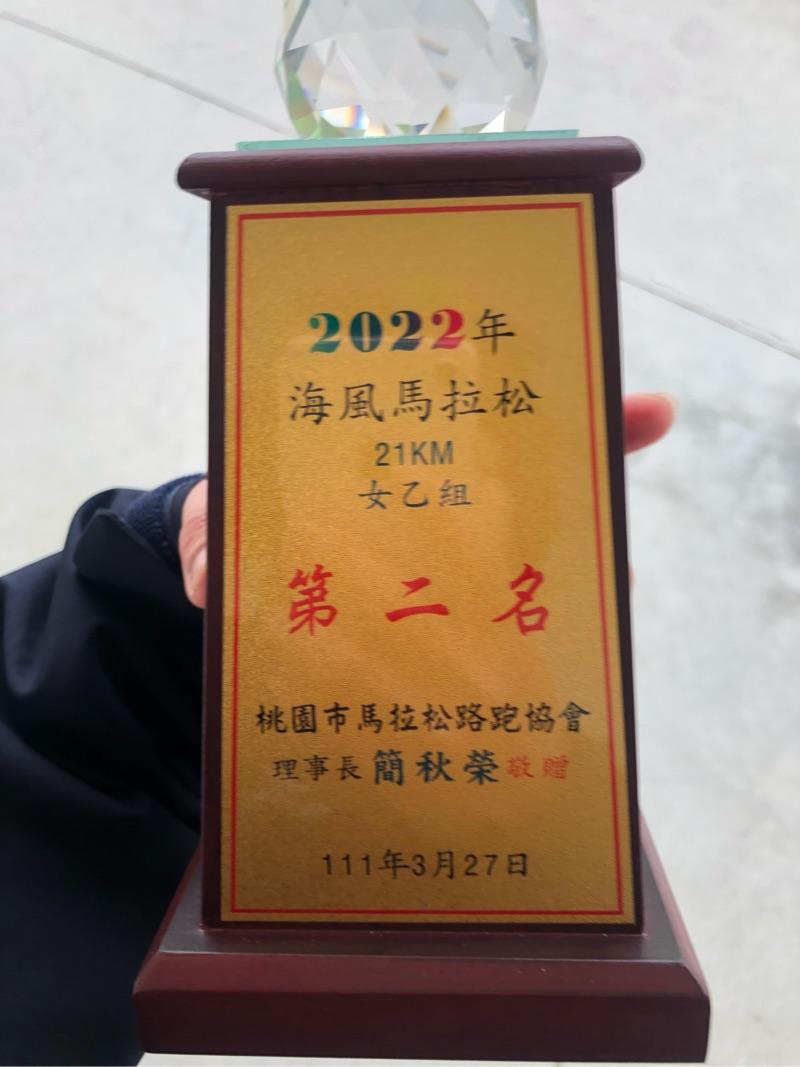 2022年
海風馬拉松
21KM
女乙組
第二名
桃園市馬拉松路跑協會
理事長簡秋榮敬贈
111年3月27日